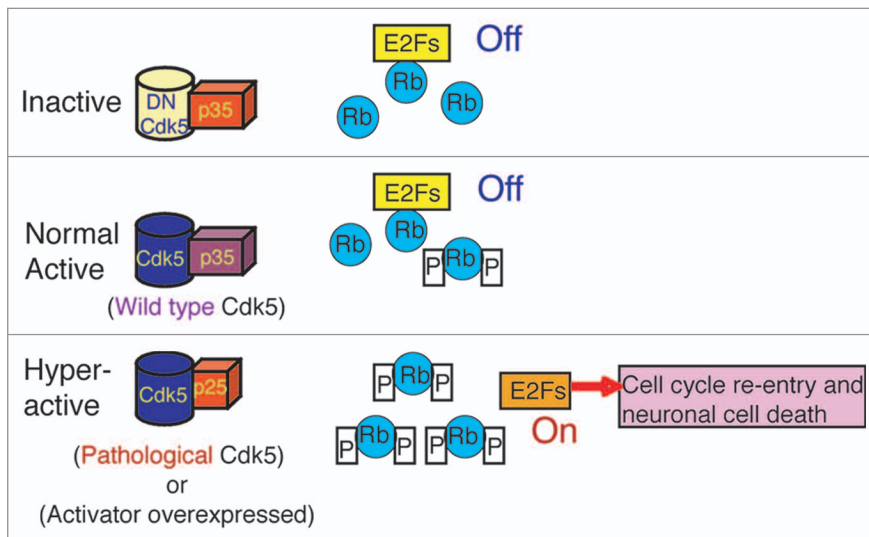 E2Fs
Off
Rb
Rb
Rb
Inactive
DN
Cdk5
p35
E2Fs
Off
Rb
Rb
Rb
P
P
Normal
Active
Cdk5
p35
(Wild type Cdk5)
Hyper-
active
Cdk5
p25
P
Rb
P
E2Fs
On
Cell cycle re-entry and
neuronal cell death
P
Rb
P
P
Rb
P
(Pathological Cdk5)
or
(Activator overexpressed)